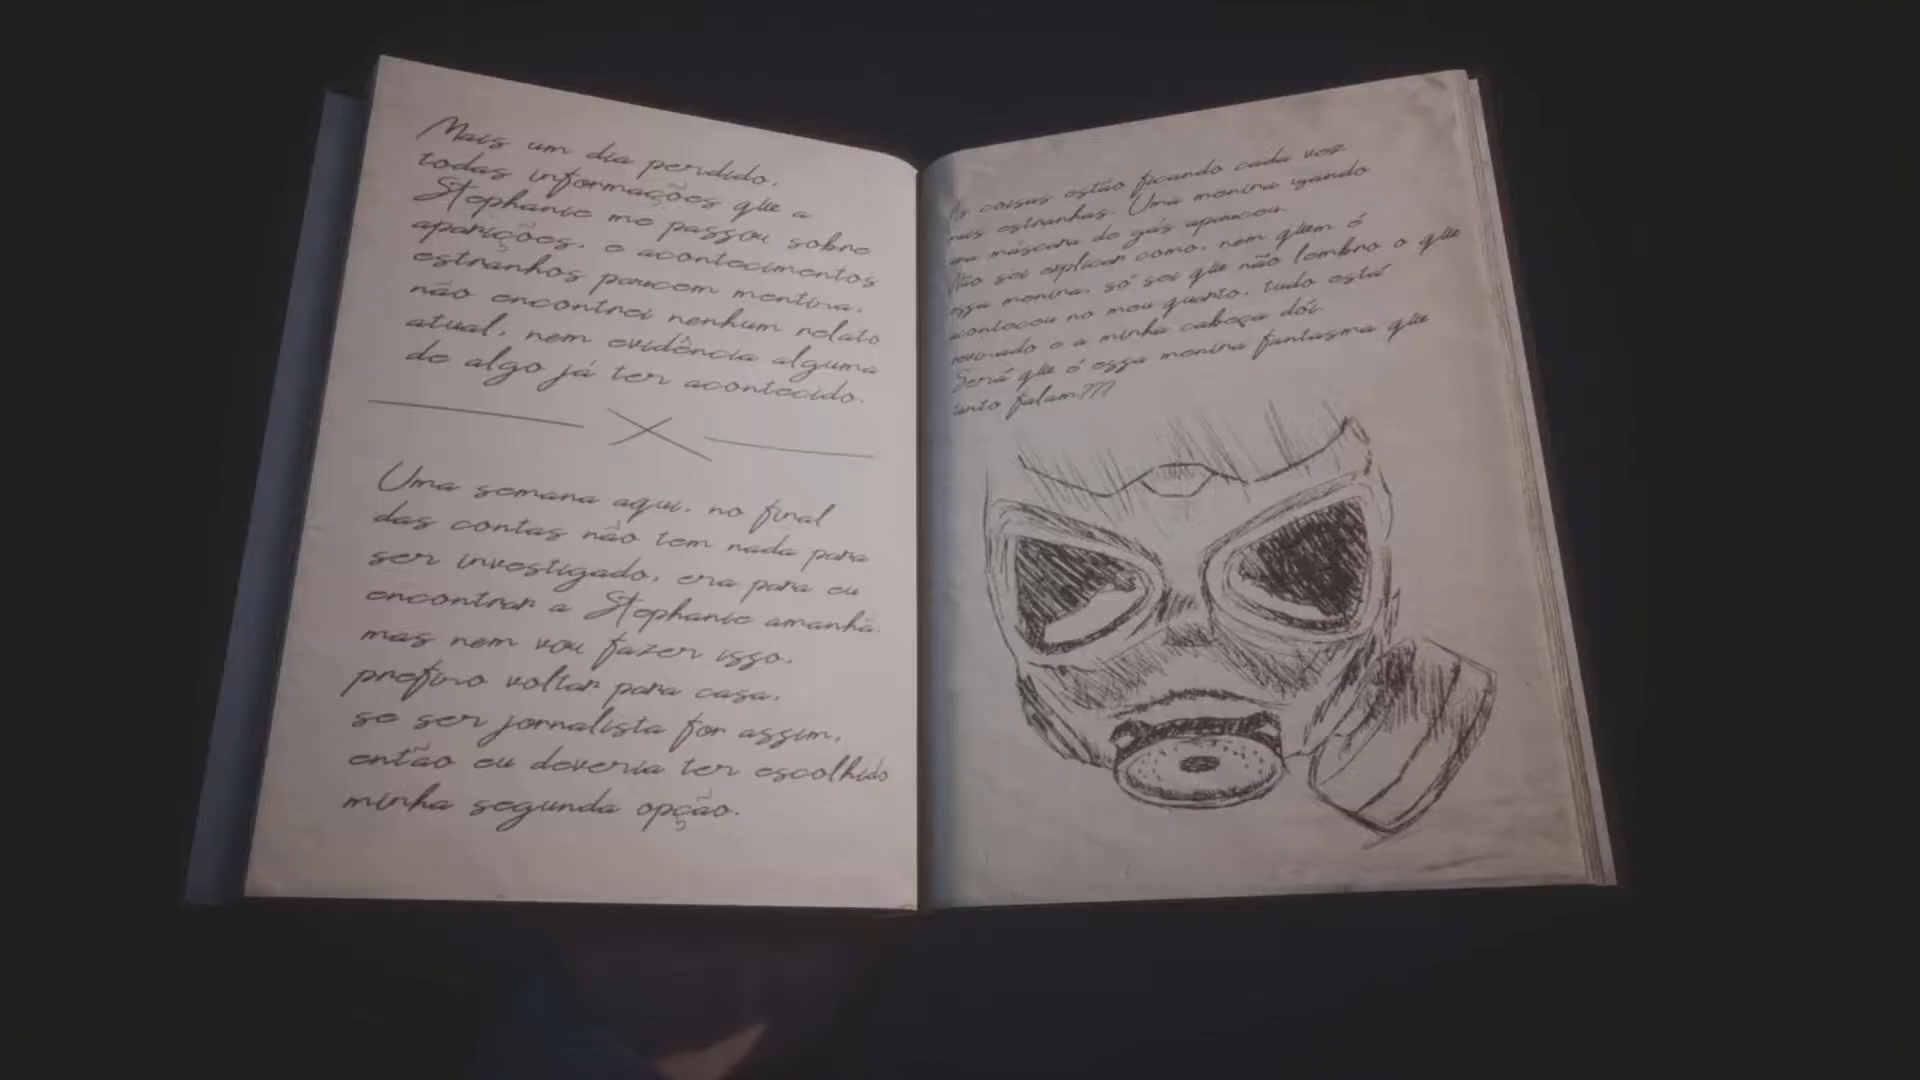 Mais um dia perdido.
todas informações que a
Stephanie me passou sobre
aparições, e acontecimentos
estranhos parecem mentira.
não encontrei nenhum relato
atual, nem evidência alguma
de algo já ter acontecido.
Uma semana aqui, no final
das contas não tem nada para
ser investigado, era para eu
encontrar a Stephanie amanhã.
mas nem vou fazer isso.
prefiro voltar para casa.
se ser jornalista for assim,
então eu deveria ter escolhido
minha segunda opção.
As coisas estão ficando cada vez
mais estranhas. Uma menina usando
uma máscara de gás apareceu.
Não sei explicar como, nem quem é
essa menina, só sei que não lembro o que
aconteceu no meu quarto, tudo está
revirado e a minha cabeça dói.
Será que é essa menina fantasma que
tanto falam???